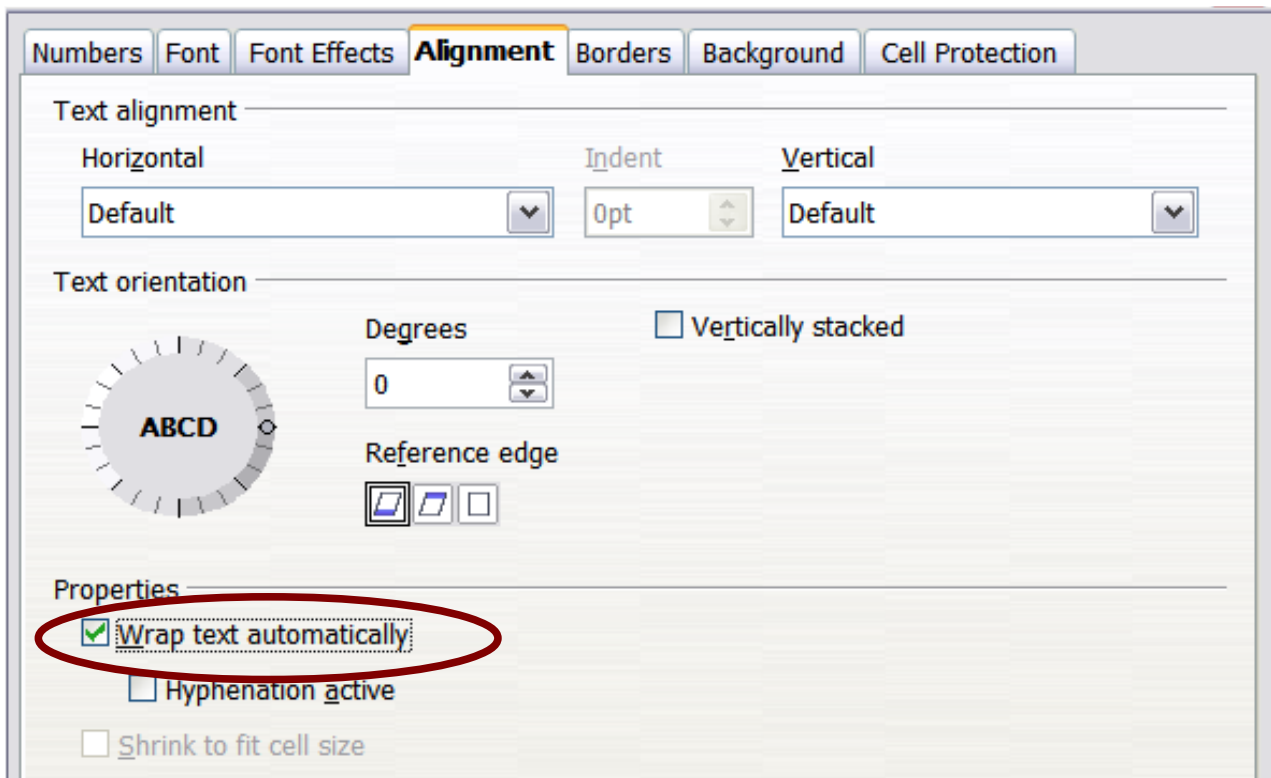 Numbers Font Font Effects Alignment Borders Background Cell Protection
Text alignment
Horizontal Indent Vertical
Default 0pt Default
Text orientation
Degrees Vertically stacked
0
ABCD
Reference edge
Properties
Wrap text automatically
Hyphenation active
Shrink to fit cell size